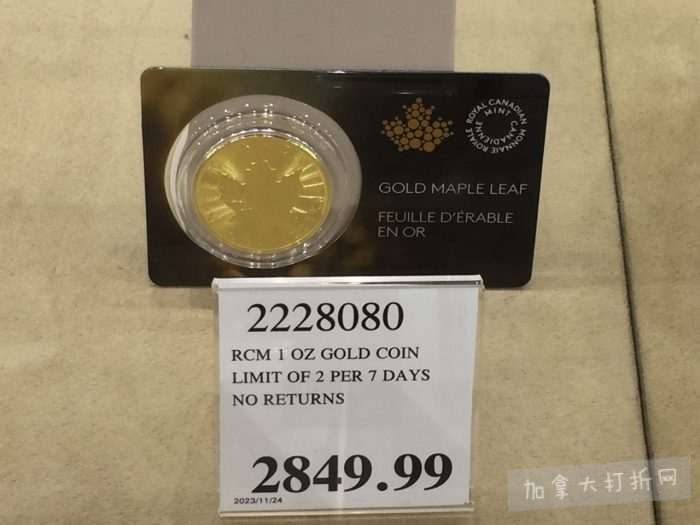 ROYAL CANADIAN MINT
MONNAIE ROYALE CANADIENNE
GOLD MAPLE LEAF
FEUILLE D'ÉRABLE
EN OR
2228080
RCM 1 OZ GOLD COIN
LIMIT OF 2 PER 7 DAYS
NO RETURNS
2849.99
2023/11/24
加拿大打折网